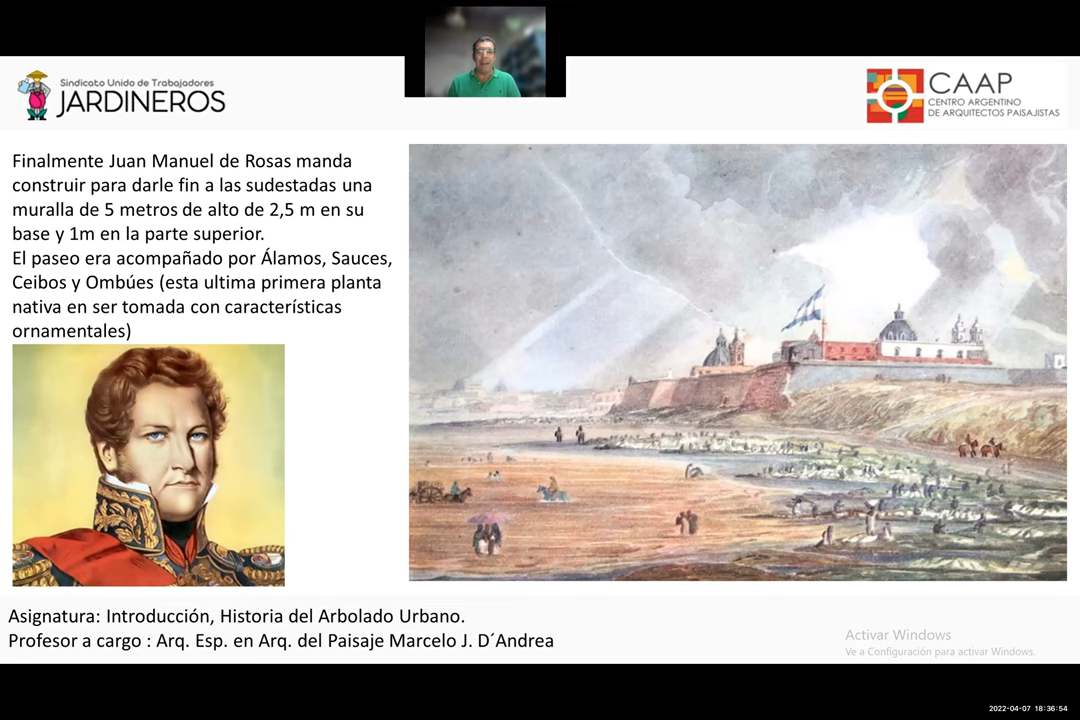 Sindicato Unido de Trabajadores
JARDINEROS
CAAP
CENTRO ARGENTINO
DE ARQUITECTOS PAISAJISTAS
Finalmente Juan Manuel de Rosas manda
construir para darle fin a las sudestadas una
muralla de 5 metros de alto de 2,5 m en su
base y 1m en la parte superior.
El paseo era acompañado por Álamos, Sauces,
Ceibos y Ombúes (esta ultima primera planta
nativa en ser tomada con características
ornamentales)
Asignatura: Introducción, Historia del Arbolado Urbano.
Profesor a cargo : Arq. Esp. en Arq. del Paisaje Marcelo J. D´Andrea
Activar Windows
Ve a Configuración para activar Windows.
2022-04-07 18:36:54